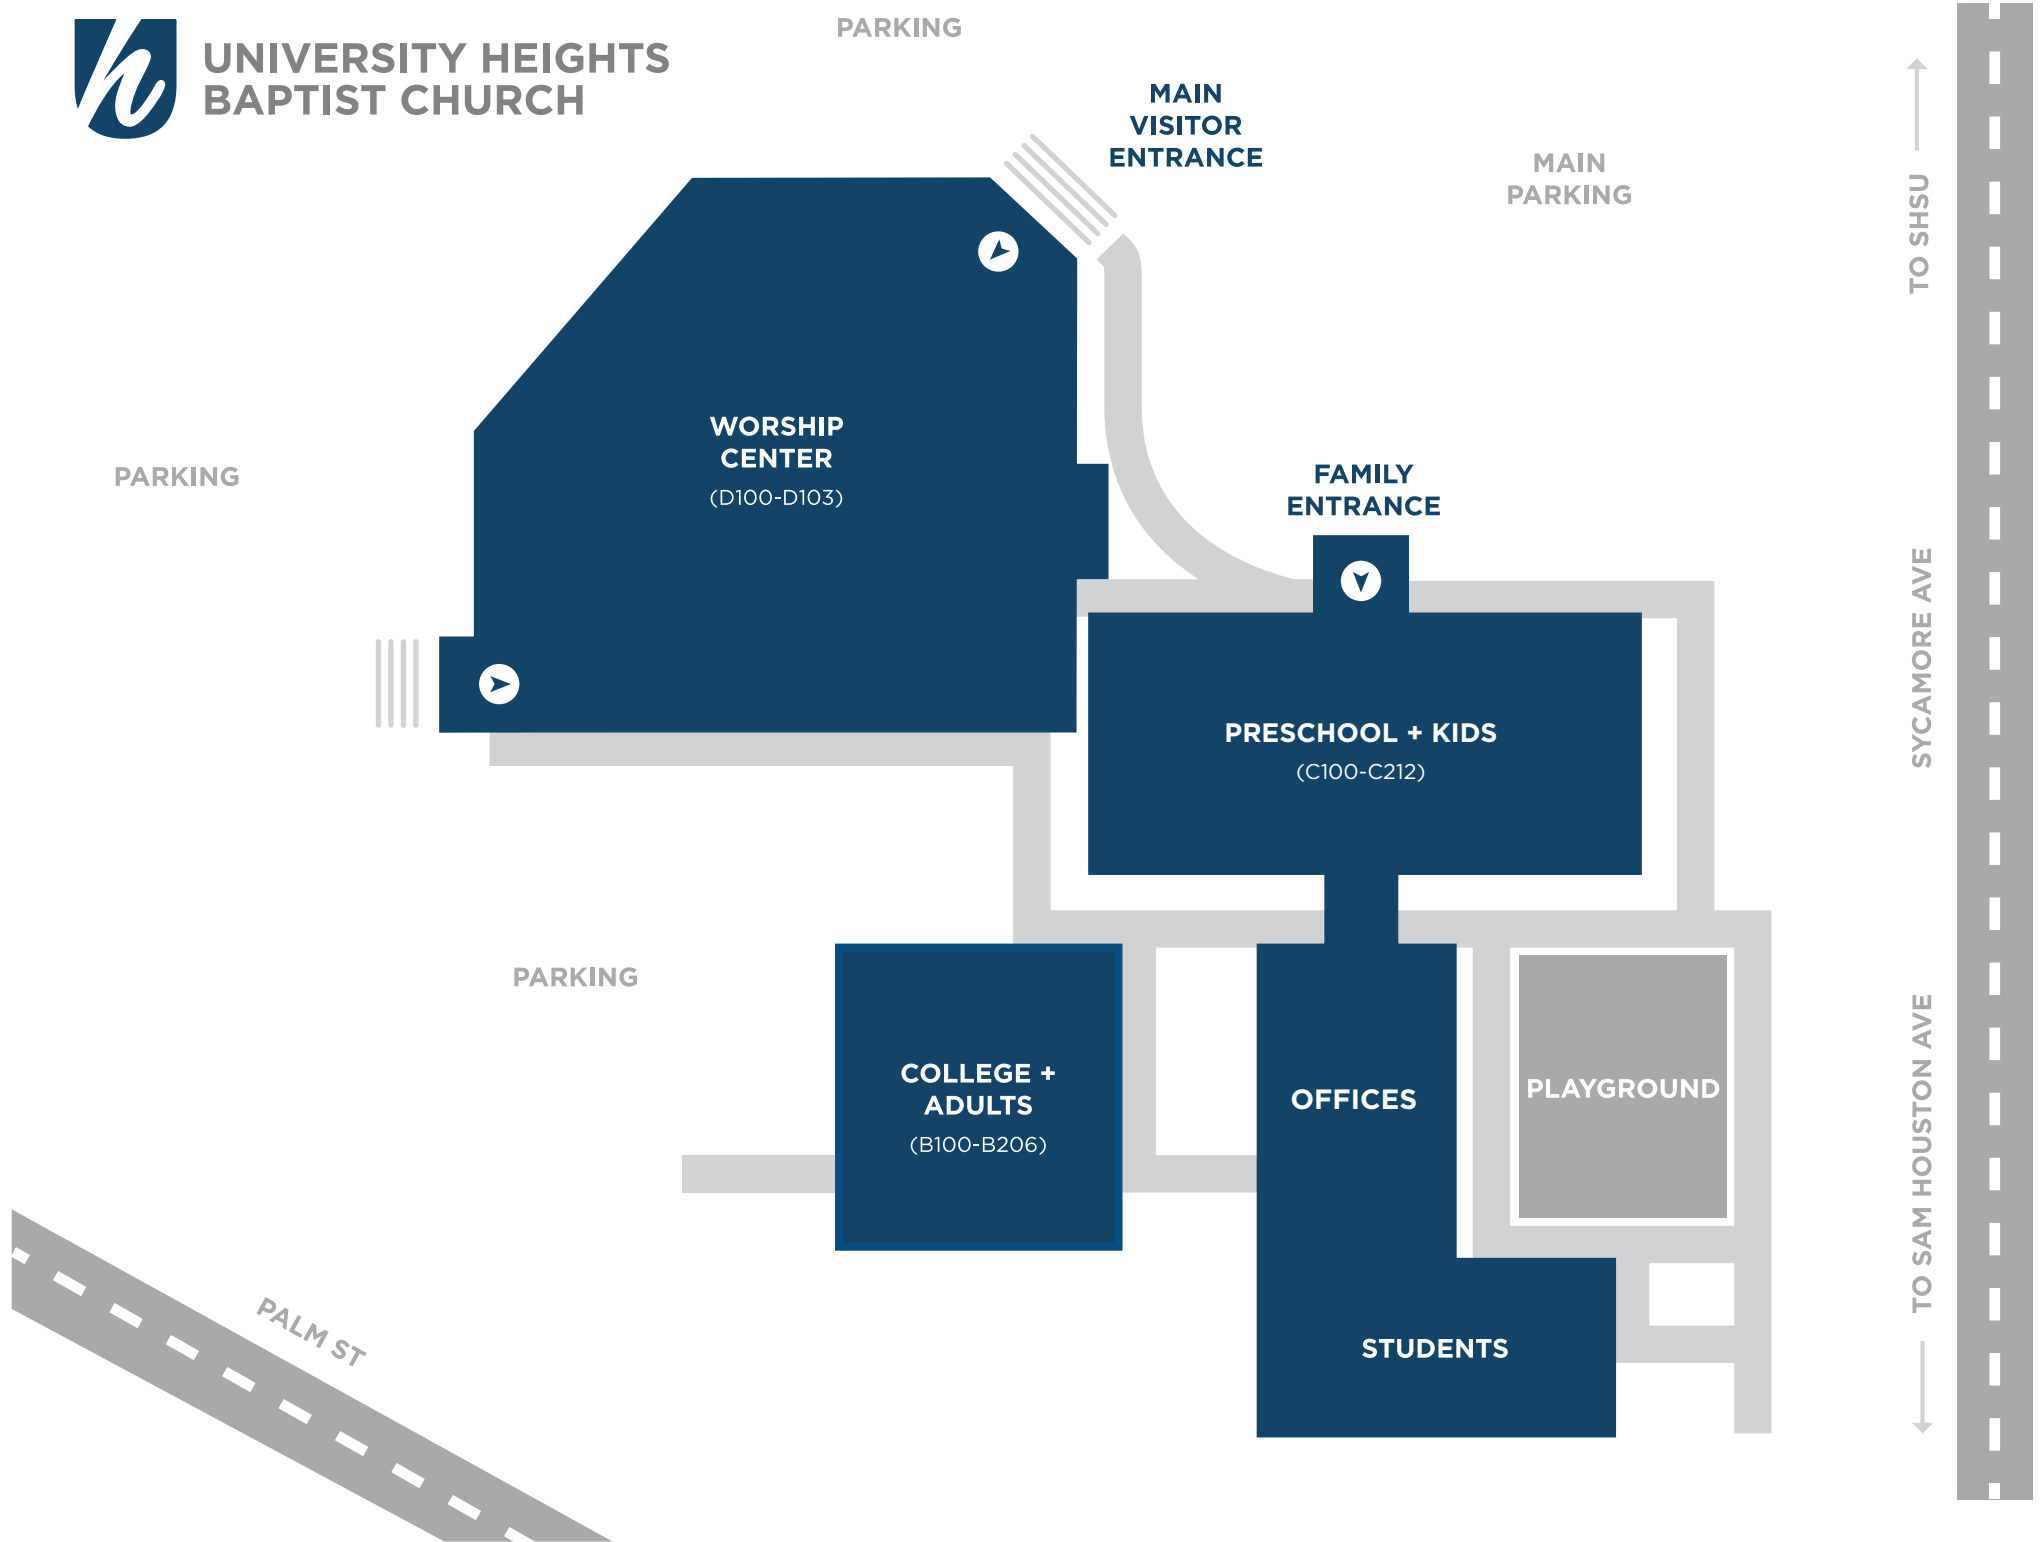 UNIVERSITY HEIGHTS
BAPTIST CHURCH
PARKING
MAIN
VISITOR
ENTRANCE
MAIN
PARKING
TO SHSU
WORSHIP
CENTER
(D100-D103)
PARKING
FAMILY
ENTRANCE
SYCAMORE AVE
PRESCHOOL + KIDS
(C100-C212)
PARKING
COLLEGE +
ADULTS
(B100-B206)
OFFICES
PLAYGROUND
TO SAM HOUSTON AVE
PALM ST
STUDENTS